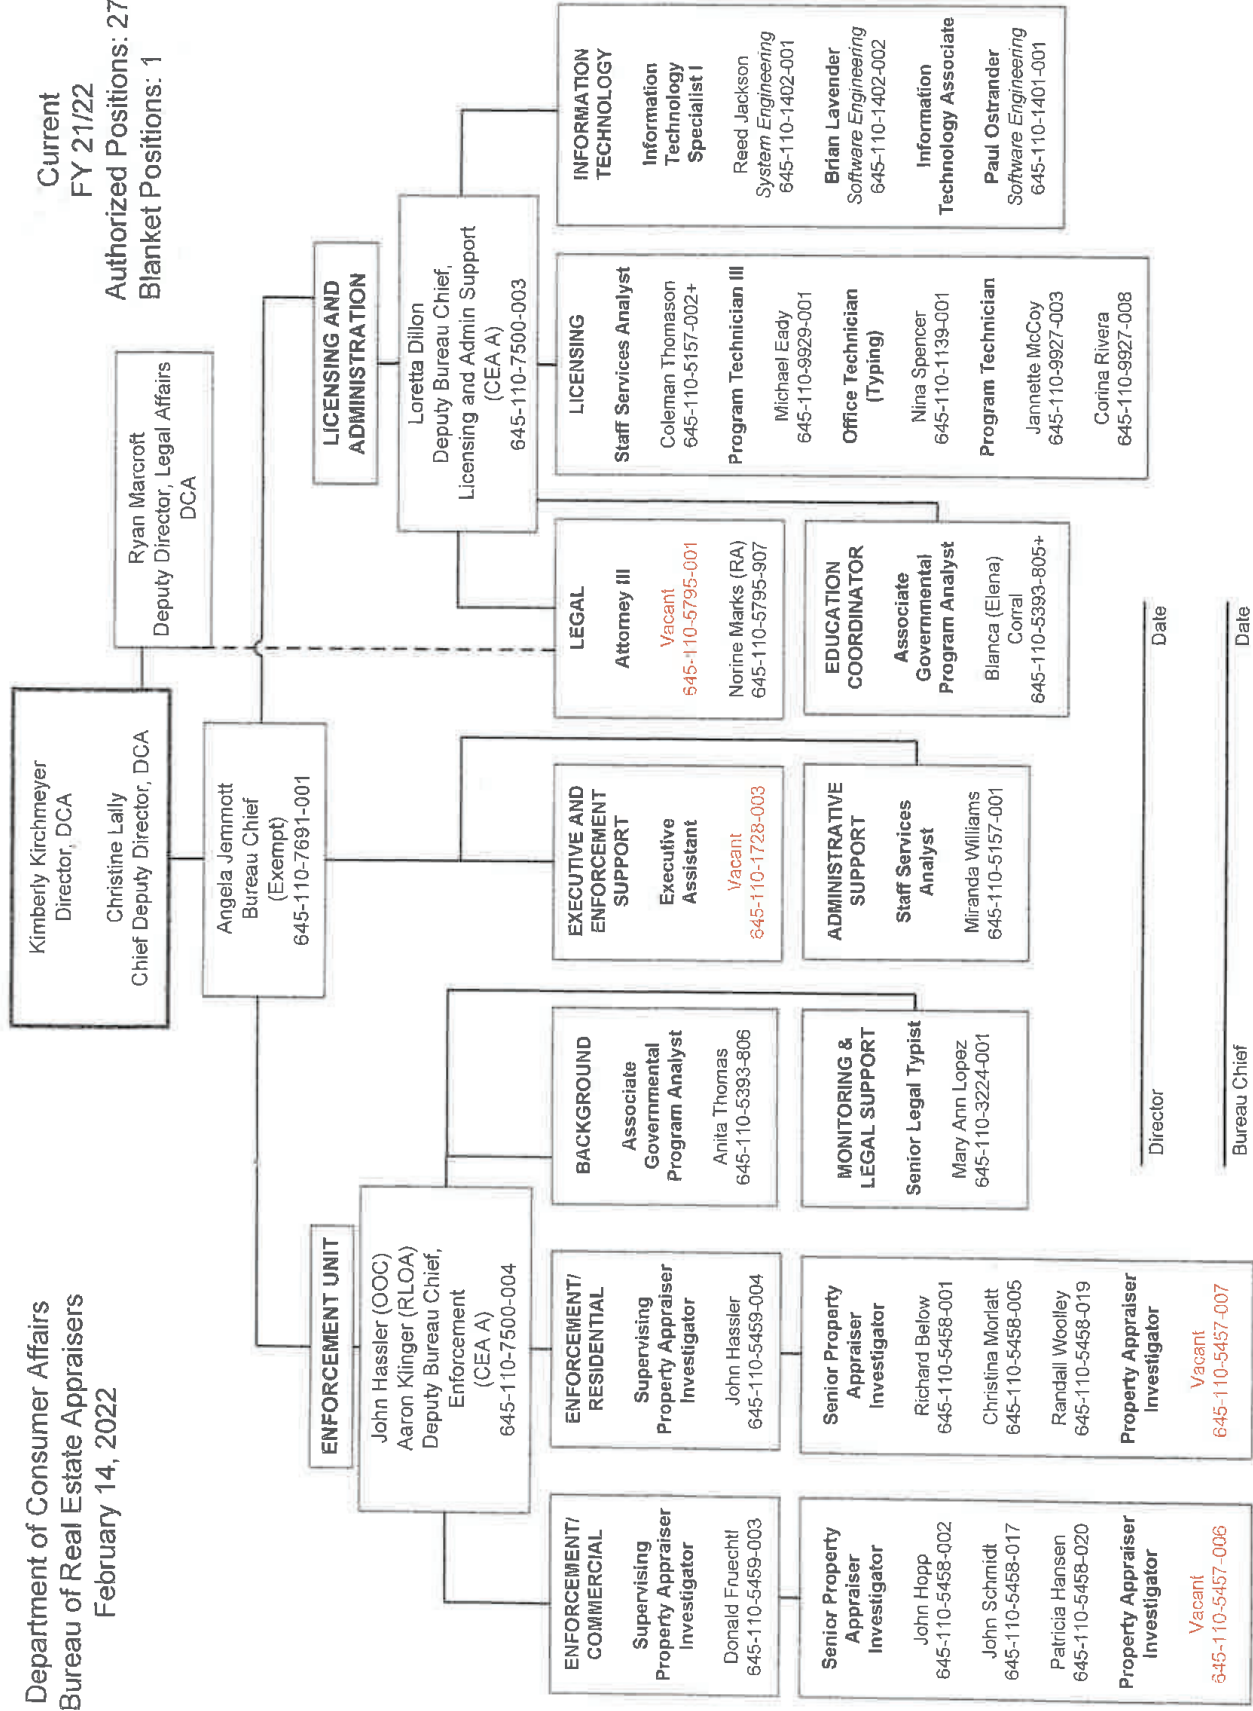 Department of Consumer Affairs
Bureau of Real Estate Appraisers
February 14, 2022
Current
FY 21/22
Authorized Positions: 27
Blanket Positions: 1
Kimberly Kirchmeyer
Director, DCA
Christine Lally
Chief Deputy Director, DCA
Ryan Marcroft
Deputy Director, Legal Affairs
DCA
Angela Jemmott
Bureau Chief
(Exempt)
645-110-7691-001
ENFORCEMENT UNIT
John Hassler (OOC)
Aaron Klinger (RLOA)
Deputy Bureau Chief,
Enforcement
(CEA A)
645-110-7500-004
LICENSING AND
ADMINISTRATION
Loretta Dillon
Deputy Bureau Chief,
Licensing and Admin Support
(CEA A)
645-110-7500-003
ENFORCEMENT/
COMMERCIAL
Supervising
Property Appraiser
Investigator
Donald Fruechtl
645-110-5459-003
Senior Property
Appraiser
Investigator
John Hopp
645-110-5458-002
John Schmidt
645-110-5458-017
Patricia Hansen
645-110-5458-020
Property Appraiser
Investigator
Vacant
645-110-5457-006
ENFORCEMENT/
RESIDENTIAL
Supervising
Property Appraiser
Investigator
John Hassler
645-110-5459-004
Senior Property
Appraiser
Investigator
Richard Below
645-110-5458-001
Christina Morlatt
645-110-5458-005
Randall Woolley
645-110-5458-019
Property Appraiser
Investigator
Vacant
645-110-5457-007
BACKGROUND
Associate
Governmental
Program Analyst
Anita Thomas
645-110-5393-806
MONITORING &
LEGAL SUPPORT
Senior Legal Typist
Mary Ann Lopez
645-110-3224-001
EXECUTIVE AND
ENFORCEMENT
SUPPORT
Executive
Assistant
Vacant
645-110-1728-003
ADMINISTRATIVE
SUPPORT
Staff Services
Analyst
Miranda Williams
645-110-5157-001
LEGAL
Attorney III
Vacant
645-110-5795-001
Norine Marks (RA)
645-110-5795-907
EDUCATION
COORDINATOR
Associate
Governmental
Program Analyst
Blanca (Elena)
Corral
645-110-5393-805+
LICENSING
Staff Services Analyst
Coleman Thomason
645-110-5157-002+
Program Technician III
Michael Eady
645-110-9929-001
Office Technician
(Typing)
Nina Spencer
645-110-1139-001
Program Technician
Jannette McCoy
645-110-9927-003
Corina Rivera
645-110-9927-008
INFORMATION
TECHNOLOGY
Information
Technology
Specialist I
Reed Jackson
System Engineering
645-110-1402-001
Brian Lavender
Software Engineering
645-110-1402-002
Information
Technology Associate
Paul Ostrander
Software Engineering
645-110-1401-001
Director
Date
Bureau Chief
Date